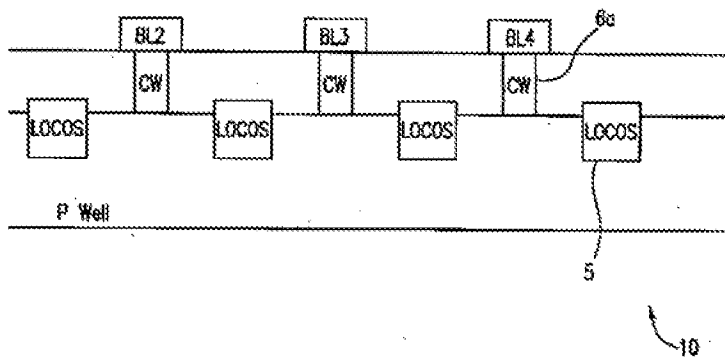 6a
BL2 BL3 BL4
CW CW CW
LOCOS LOCOS LOCOS LOCOS
P Well
5
10